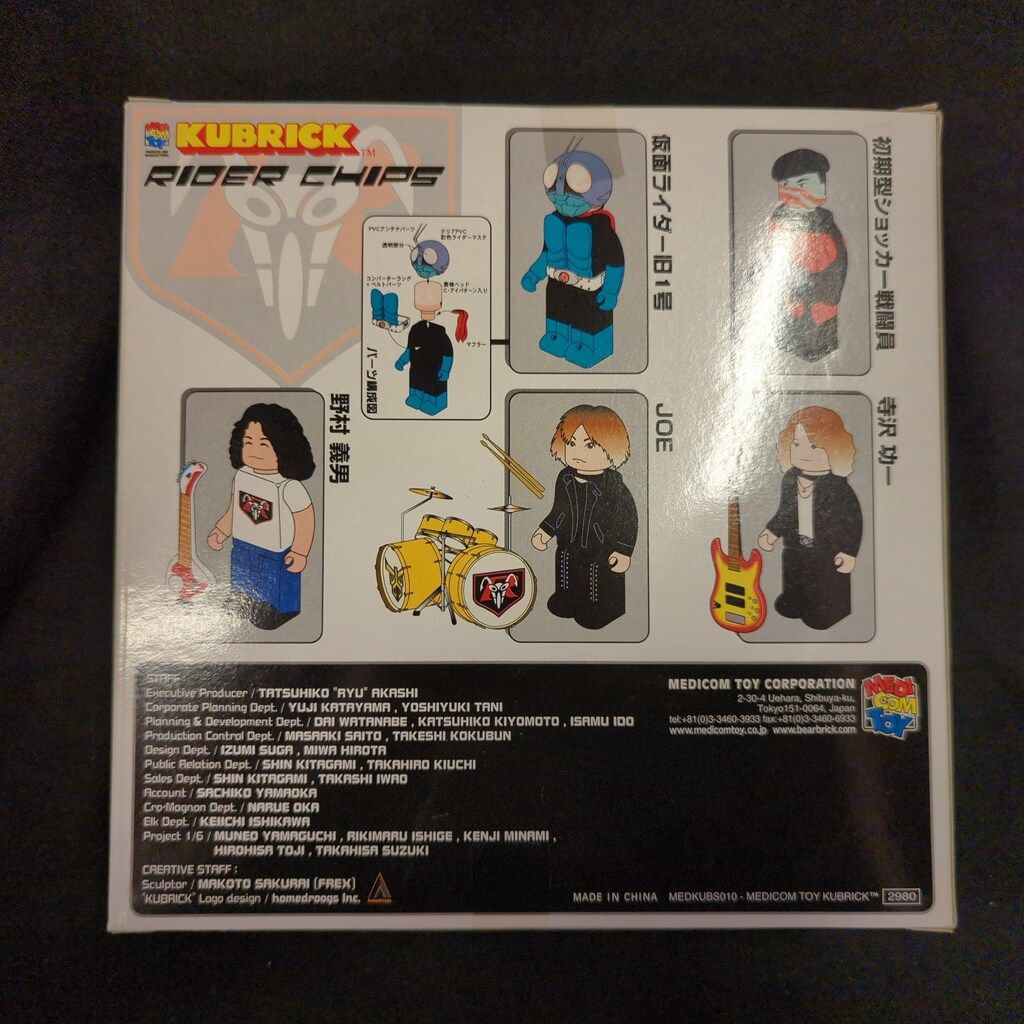 MEDI COM TOY
KUBRICK™
RIDER CHIPS
PVCアンテナパーツ
クリアPVC
彩色ライダーマスク
透明部分
コンバーターラング
+ベルトパーツ
素体ヘッド
C-アイパターン入り
マフラー
パーツ構成図
仮面ライダー旧1号
初期型ショッカー戦闘員
野村 義男
JOE
寺沢 功一
STAFF :
Executive Producer / TATSUHIKO "RYU" AKASHI
Corporate Planning Dept. / YUJI KATAYAMA , YOSHIYUKI TANI
Planning & Development Dept. / DAI WATANABE , KATSUHIKO KIYOMOTO , ISAMU IDO
Production Control Dept. / MASAAKI SAITO , TAKESHI KOKUBUN
Design Dept. / IZUMI SUGA , MIWA HIROTA
Public Relation Dept. / SHIN KITAGAMI , TAKAHIRO KIUCHI
Sales Dept. / SHIN KITAGAMI , TAKASHI IWAO
Account / SACHIKO YAMAOKA
Cro-Magnon Dept. / NARUE OKA
Elk Dept. / KEIICHI ISHIKAWA
Project 1/6 / MUNEO YAMAGUCHI , RIKIMARU ISHIGE , KENJI MINAMI ,
HIROHISA TOJI , TAKAHISA SUZUKI
CREATIVE STAFF :
Sculptor / MAKOTO SAKURAI (FREX)
"KUBRICK" Logo design / homedroogs Inc.
MEDICOM TOY CORPORATION
2-30-4 Uehara, Shibuya-ku,
Tokyo151-0064, Japan
tel:+81(0)3-3460-3933 fax:+81(0)3-3460-6933
www.medicomtoy.co.jp www.bearbrick.com
MEDI COM TOY
MADE IN CHINA MEDKUBS010 - MEDICOM TOY KUBRICK™ 2980